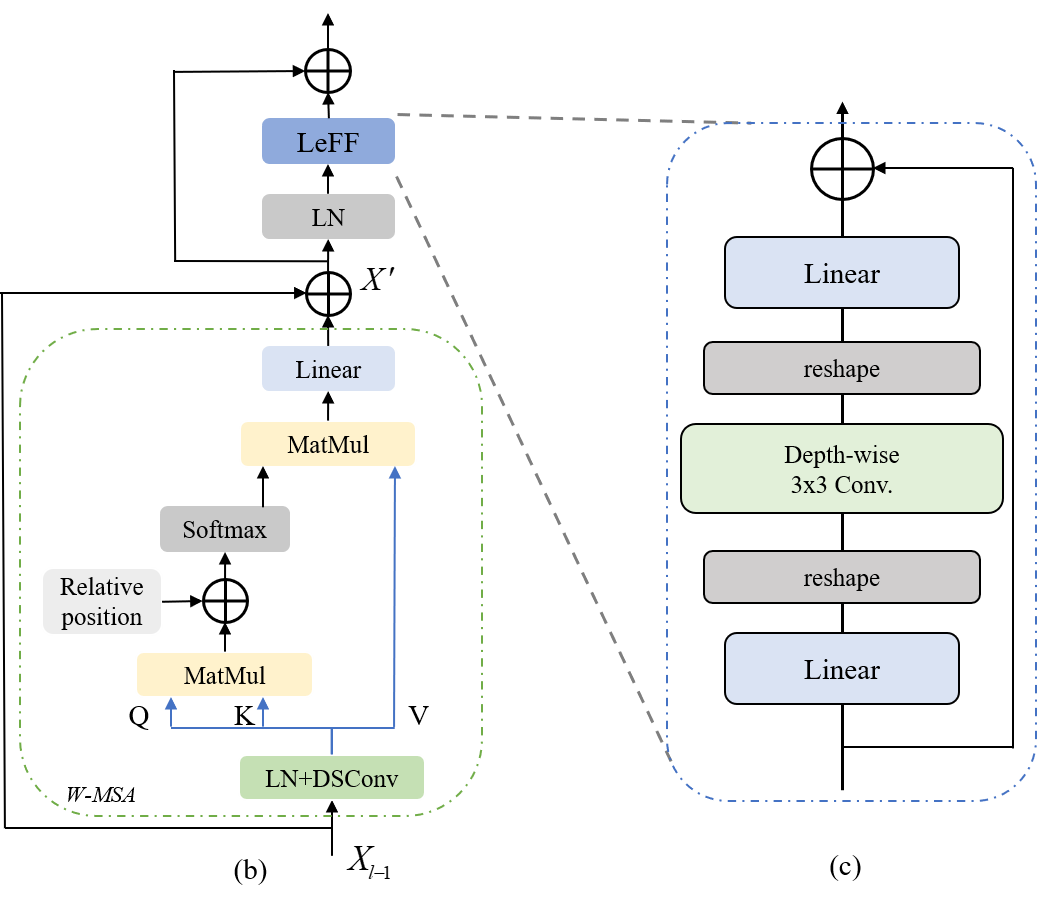 LeFF
LN
X′
Linear
MatMul
Softmax
Relative
position
MatMul
Q
K
V
LN+DSConv
W-MSA
X_{l-1}
(b)
Linear
reshape
Depth-wise
3x3 Conv.
reshape
Linear
(c)